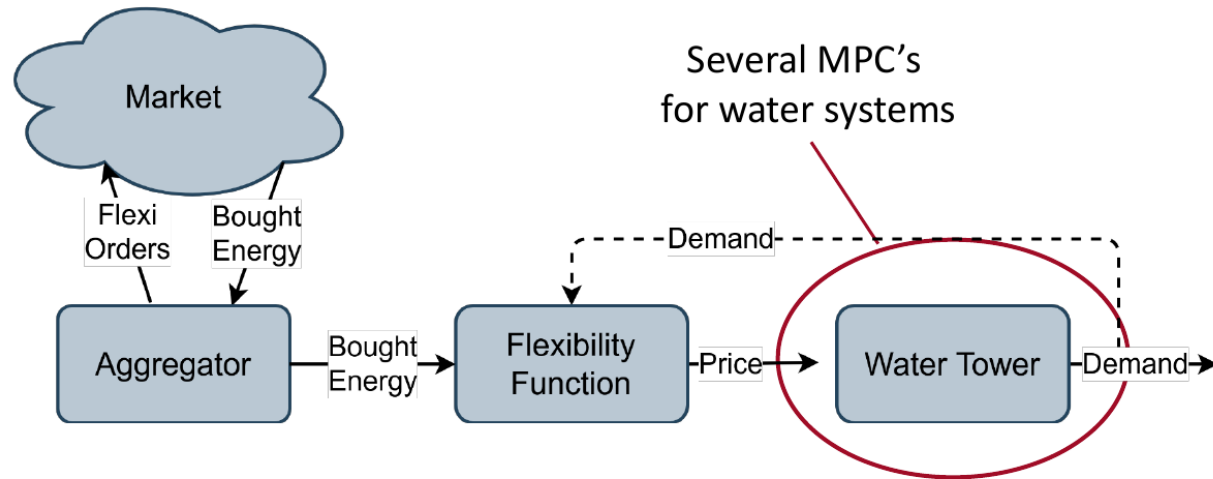 Several MPC's
for water systems
Market
Flexi
Orders
Bought
Energy
Demand
Aggregator
Bought
Energy
Flexibility
Function
Price
Water Tower
Demand